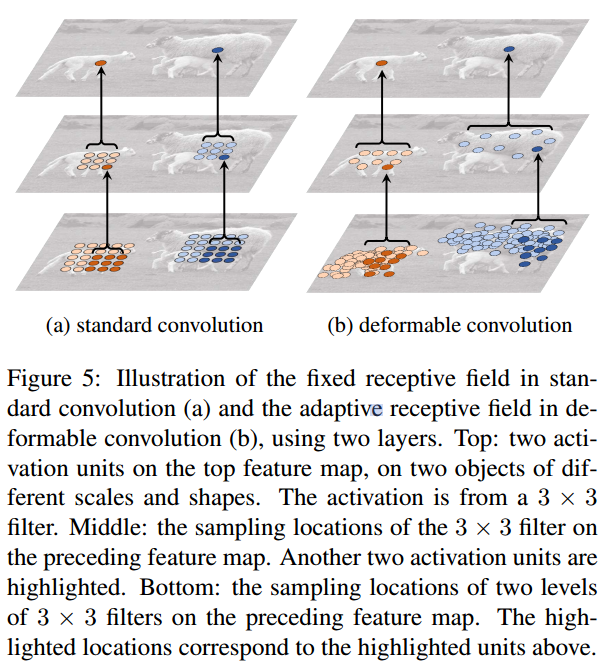 (a) standard convolution
(b) deformable convolution
Figure 5: Illustration of the fixed receptive field in stan-
dard convolution (a) and the adaptive receptive field in de-
formable convolution (b), using two layers. Top: two acti-
vation units on the top feature map, on two objects of dif-
ferent scales and shapes. The activation is from a 3 × 3
filter. Middle: the sampling locations of the 3 × 3 filter on
the preceding feature map. Another two activation units are
highlighted. Bottom: the sampling locations of two levels
of 3 × 3 filters on the preceding feature map. The high-
lighted locations correspond to the highlighted units above.